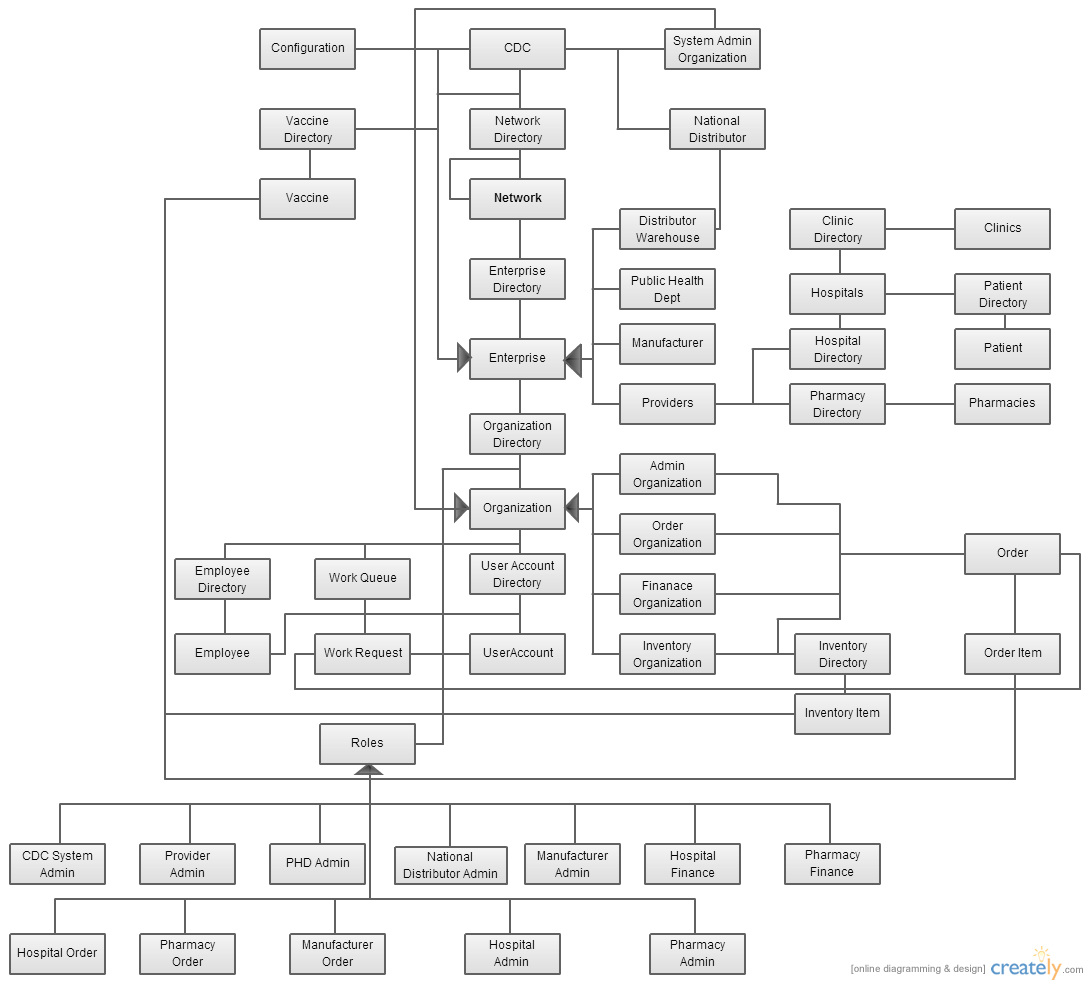 Configuration
CDC
System Admin
Organization
Vaccine
Directory
Network
Directory
National
Distributor
Vaccine
Network
Distributor
Warehouse
Clinic
Directory
Clinics
Enterprise
Directory
Public Health
Dept
Hospitals
Patient
Directory
Enterprise
Manufacturer
Hospital
Directory
Patient
Providers
Pharmacy
Directory
Pharmacies
Organization
Directory
Admin
Organization
Organization
Order
Organization
Order
Employee
Directory
Work Queue
User Account
Directory
Finanace
Organization
Employee
Work Request
UserAccount
Inventory
Organization
Inventory
Directory
Order Item
Inventory Item
Roles
CDC System
Admin
Provider
Admin
PHD Admin
National
Distributor Admin
Manufacturer
Admin
Hospital
Finance
Pharmacy
Finance
Hospital Order
Pharmacy
Order
Manufacturer
Order
Hospital
Admin
Pharmacy
Admin
[online diagramming & design] creately.com